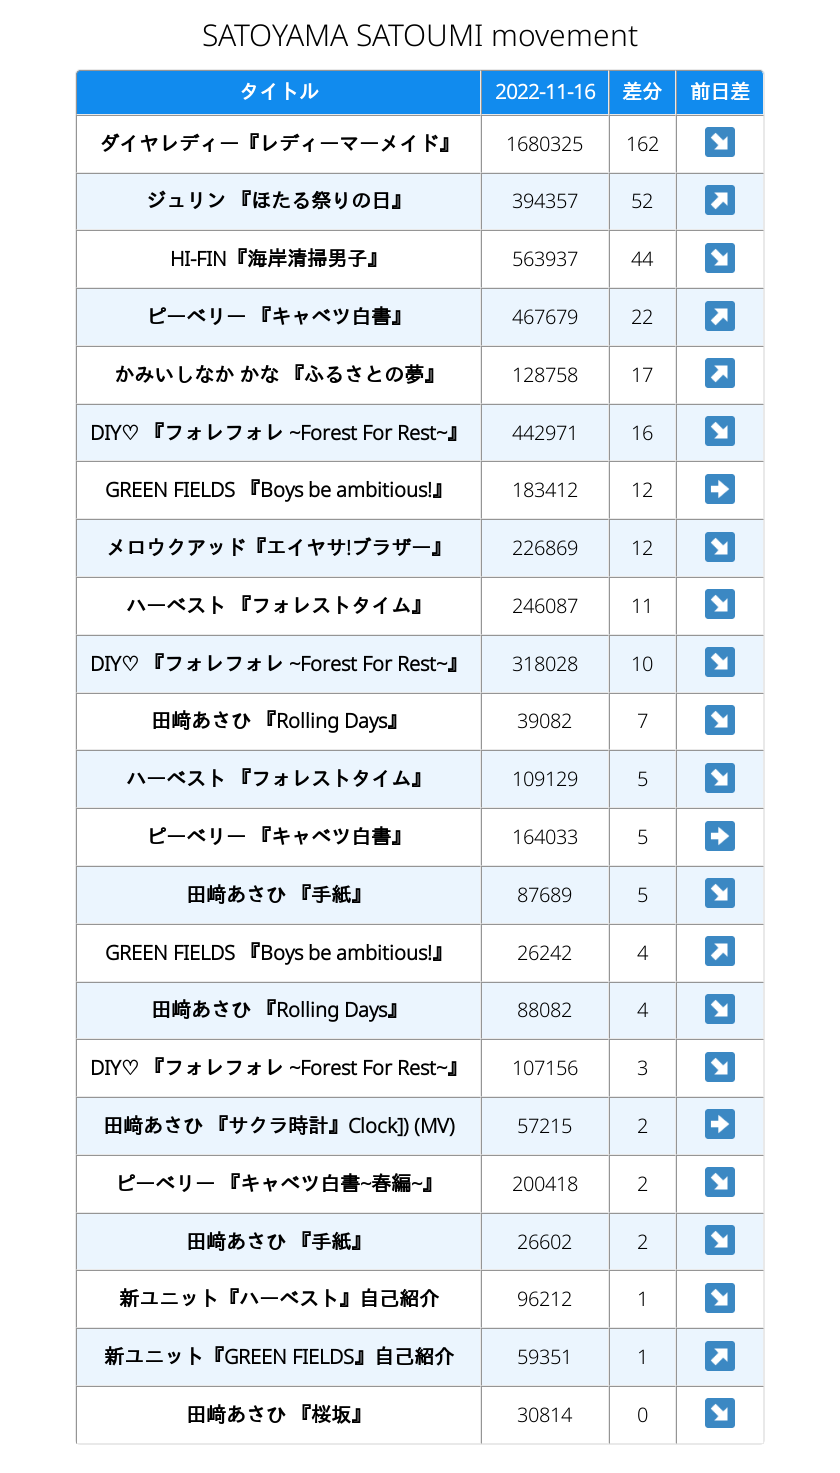 SATOYAMA SATOUMI movement
タイトル 2022-11-16 差分 前日差
ダイヤレディー『レディーマーメイド』 1680325 162 ↘
ジュリン 『ほたる祭りの日』 394357 52 ↗
HI-FIN『海岸清掃男子』 563937 44 ↘
ピーベリー 『キャベツ白書』 467679 22 ↗
かみいしなか かな 『ふるさとの夢』 128758 17 ↗
DIY♡ 『フォレフォレ ~Forest For Rest~』 442971 16 ↘
GREEN FIELDS 『Boys be ambitious!』 183412 12 →
メロウクアッド『エイヤサ!ブラザー』 226869 12 ↘
ハーベスト 『フォレストタイム』 246087 11 ↘
DIY♡ 『フォレフォレ ~Forest For Rest~』 318028 10 ↘
田﨑あさひ 『Rolling Days』 39082 7 ↘
ハーベスト 『フォレストタイム』 109129 5 ↘
ピーベリー 『キャベツ白書』 164033 5 →
田﨑あさひ 『手紙』 87689 5 ↘
GREEN FIELDS 『Boys be ambitious!』 26242 4 ↗
田﨑あさひ 『Rolling Days』 88082 4 ↘
DIY♡ 『フォレフォレ ~Forest For Rest~』 107156 3 ↘
田﨑あさひ 『サクラ時計』Clock]) (MV) 57215 2 →
ピーベリー 『キャベツ白書~春編~』 200418 2 ↘
田﨑あさひ 『手紙』 26602 2 ↘
新ユニット『ハーベスト』自己紹介 96212 1 ↘
新ユニット『GREEN FIELDS』自己紹介 59351 1 ↗
田﨑あさひ 『桜坂』 30814 0 ↘